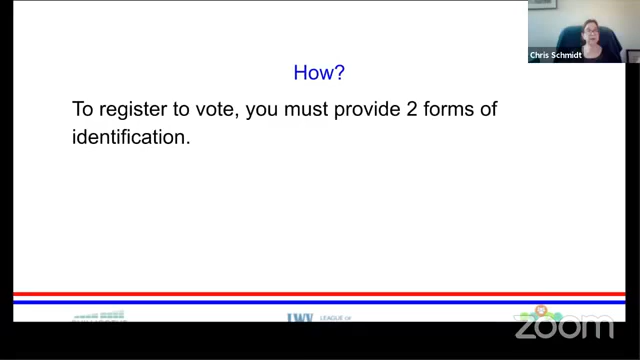 Chris Schmidt
How?
To register to vote, you must provide 2 forms of
identification.
LWV LEAGUE OF
zoom